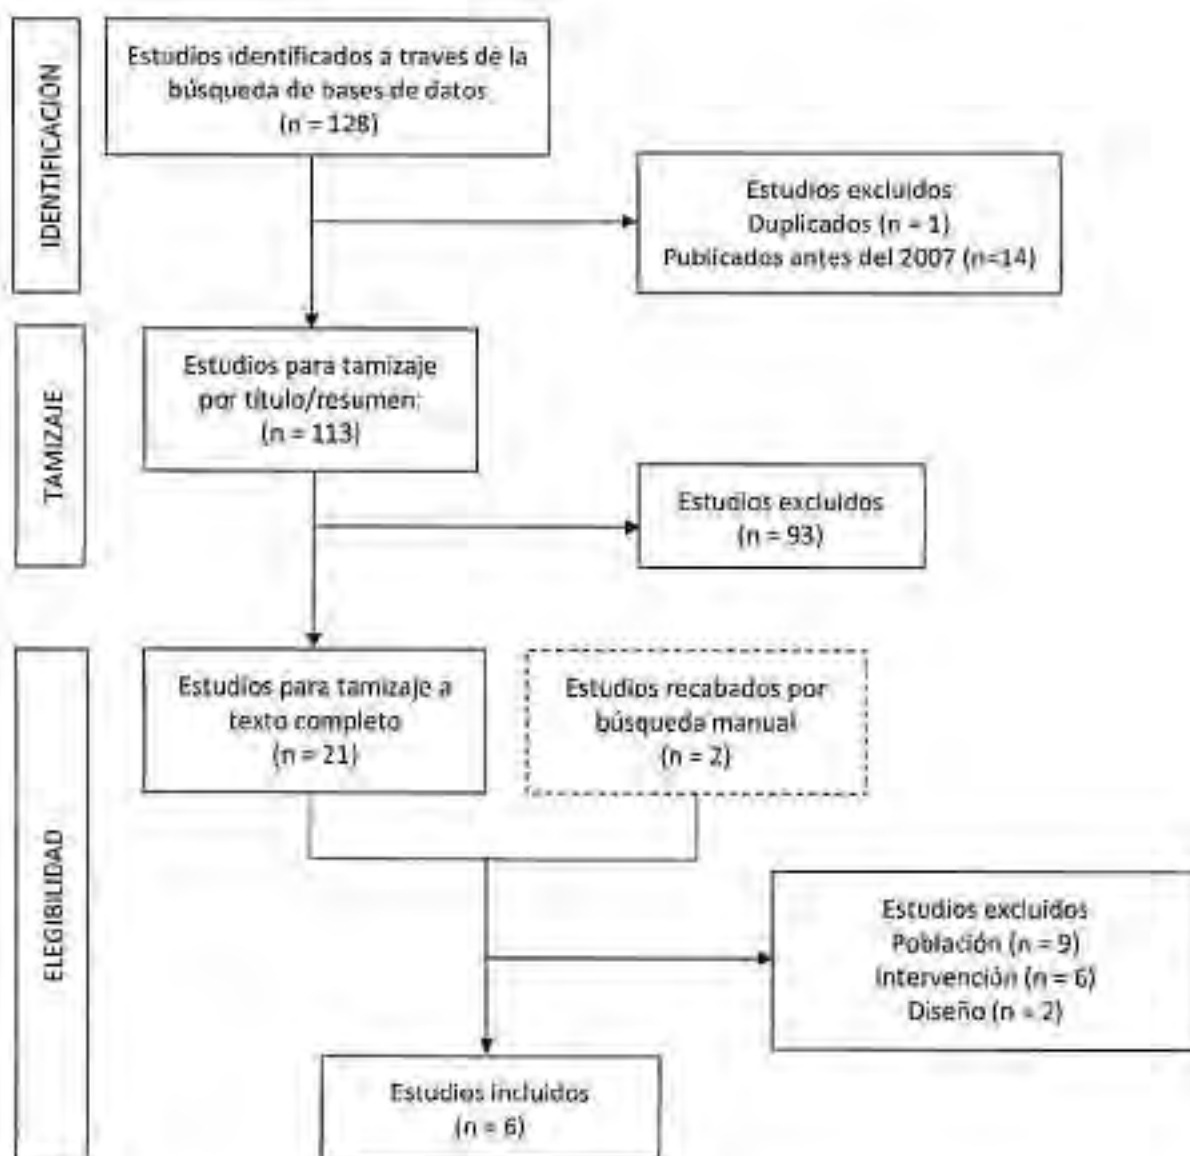 IDENTIFICACION
Estudios identificados a traves de la
búsqueda de bases de datos
(n = 128)
Estudios excluidos
Duplicados (n = 1)
Publicados antes del 2007 (n=14)
TAMIZAJE
Estudios para tamizaje
por título/resumen:
(n = 113)
Estudios excluidos
(n = 93)
ELEGIBILIDAD
Estudios para tamizaje a
texto completo
(n = 21)
Estudios recabados por
búsqueda manual
(n = 2)
Estudios excluidos
Población (n = 9)
Intervención (n = 6)
Diseño (n = 2)
Estudios incluidos
(n = 6)